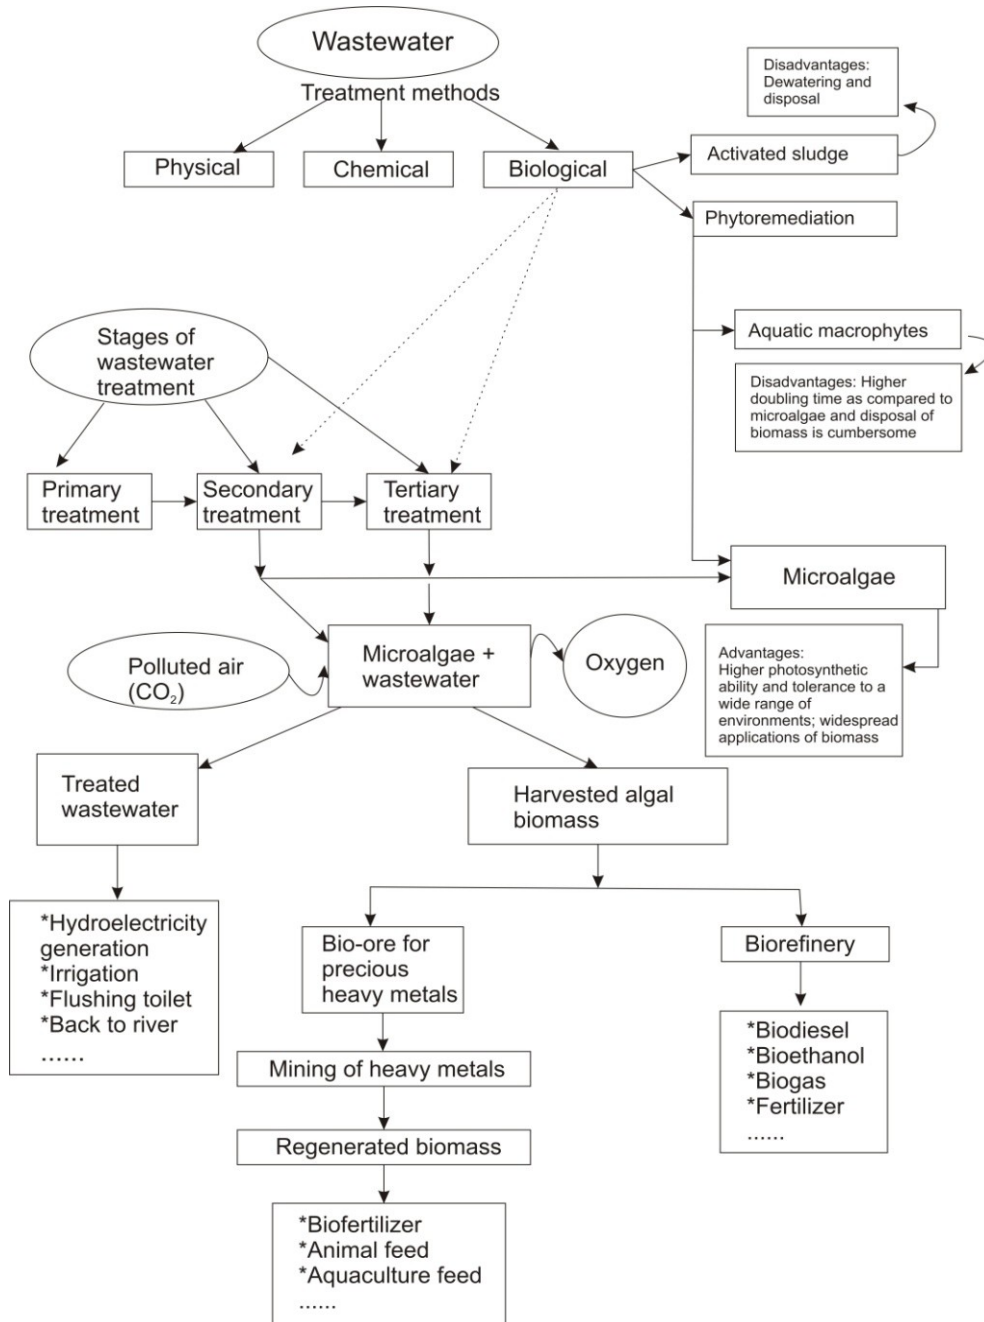 Wastewater
Treatment methods
Physical
Chemical
Biological
Disadvantages:
Dewatering and
disposal
Activated sludge
Phytoremediation
Stages of
wastewater
treatment
Aquatic macrophytes
Disadvantages: Higher
doubling time as compared to
microalgae and disposal of
biomass is cumbersome
Primary
treatment
Secondary
treatment
Tertiary
treatment
Microalgae
Polluted air
(CO₂)
Microalgae +
wastewater
Oxygen
Advantages:
Higher photosynthetic
ability and tolerance to a
wide range of
environments; widespread
applications of biomass
Treated
wastewater
Harvested algal
biomass
*Hydroelectricity
generation
*Irrigation
*Flushing toilet
*Back to river
......
Bio-ore for
precious
heavy metals
Biorefinery
Mining of heavy metals
*Biodiesel
*Bioethanol
*Biogas
*Fertilizer
......
Regenerated biomass
*Biofertilizer
*Animal feed
*Aquaculture feed
......